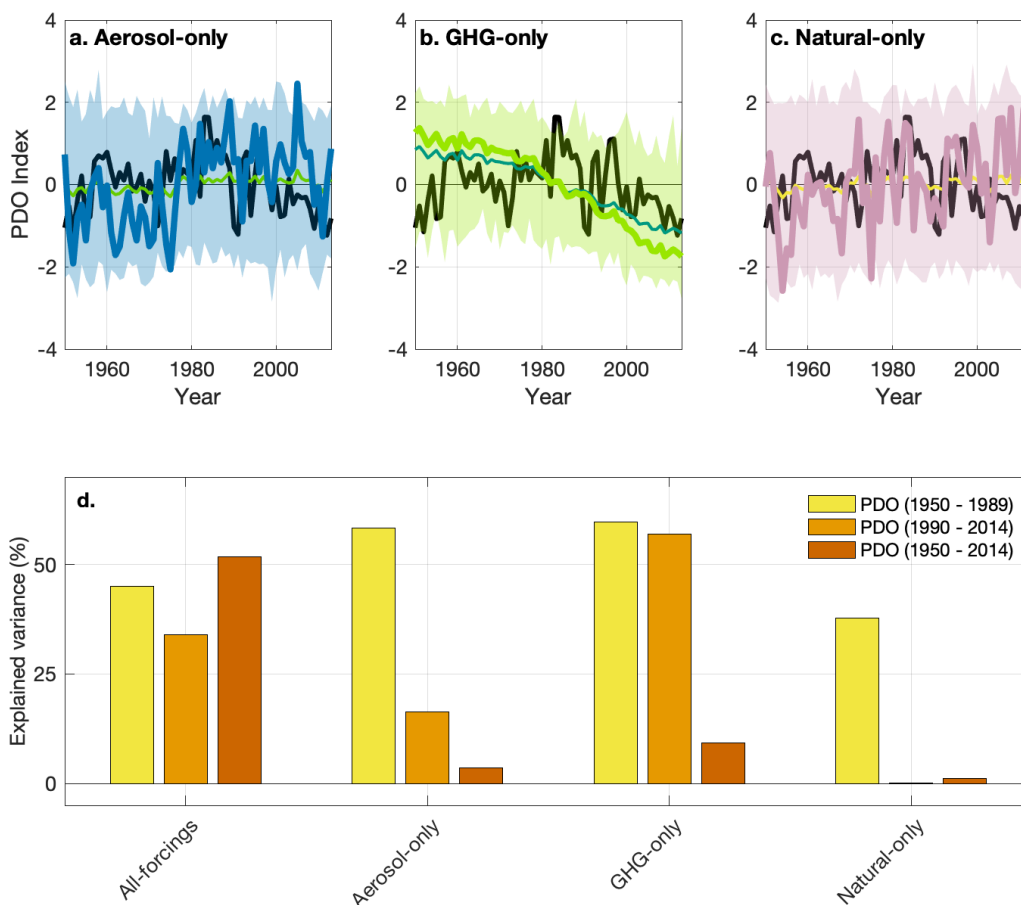 a. Aerosol-only
b. GHG-only
c. Natural-only
PDO Index
4
2
0
-2
-4
1960
1980
2000
Year
4
2
0
-2
-4
1960
1980
2000
Year
4
2
0
-2
-4
1960
1980
2000
Year
d.
PDO (1950 - 1989)
PDO (1990 - 2014)
PDO (1950 - 2014)
Explained variance (%)
50
25
0
All-forcings
Aerosol-only
GHG-only
Natural-only